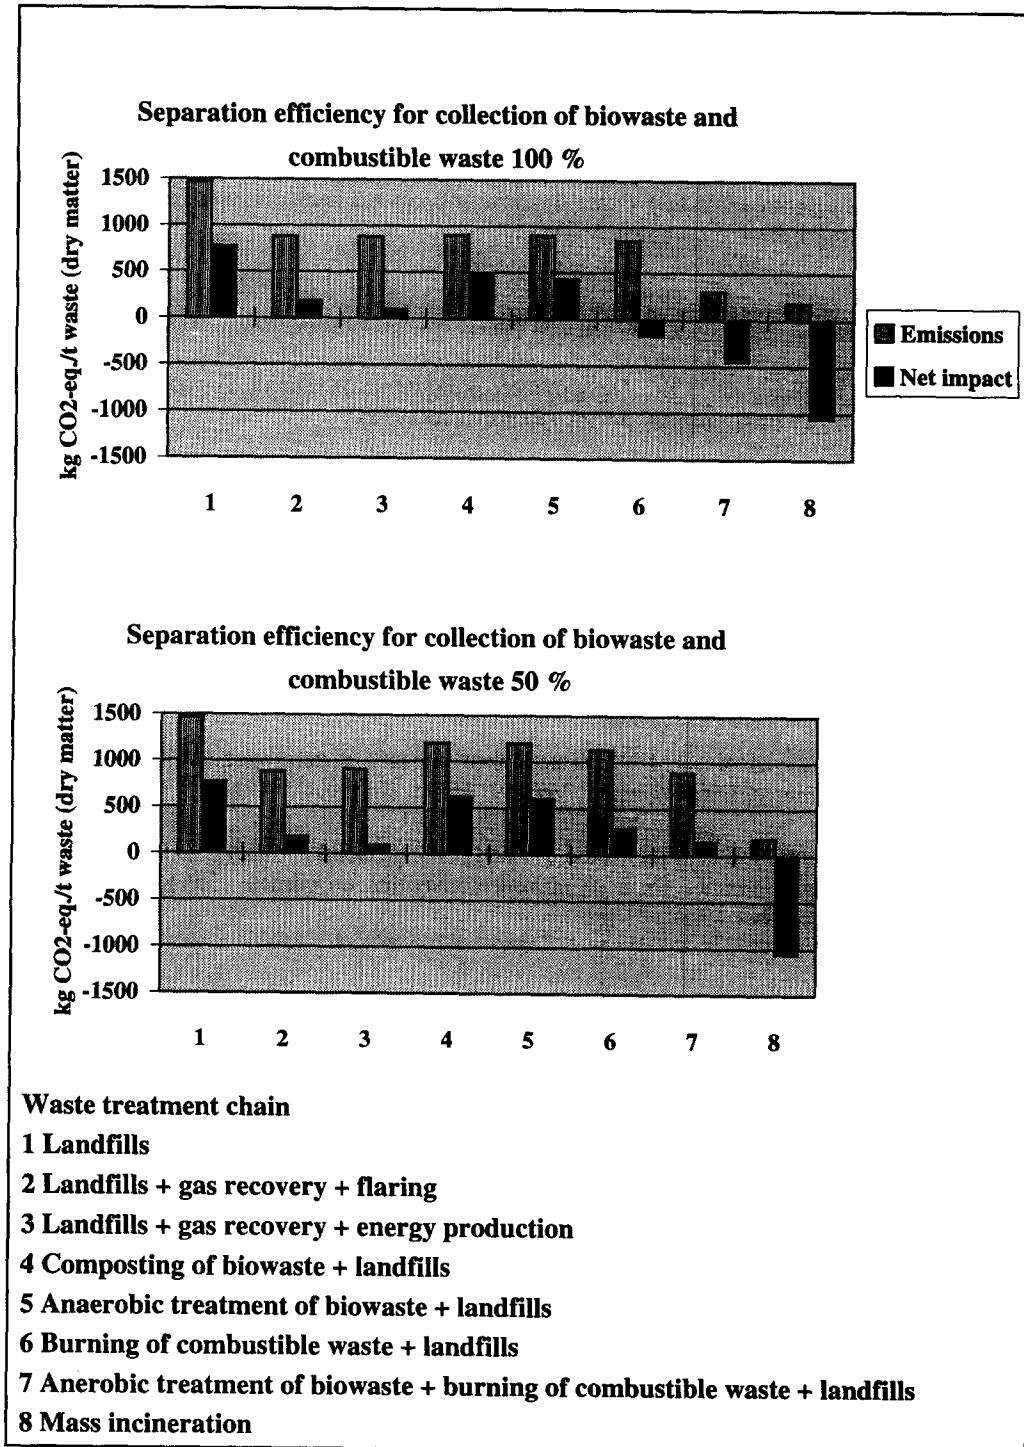 Separation efficiency for collection of biowaste and
combustible waste 100 %
kg CO2-eq./t waste (dry matter)
1500
1000
500
0
-500
-1000
-1500
1 2 3 4 5 6 7 8
Emissions
Net impact
Separation efficiency for collection of biowaste and
combustible waste 50 %
kg CO2-eq./t waste (dry matter)
1500
1000
500
0
-500
-1000
-1500
1 2 3 4 5 6 7 8
Waste treatment chain
1 Landfills
2 Landfills + gas recovery + flaring
3 Landfills + gas recovery + energy production
4 Composting of biowaste + landfills
5 Anaerobic treatment of biowaste + landfills
6 Burning of combustible waste + landfills
7 Anerobic treatment of biowaste + burning of combustible waste + landfills
8 Mass incineration